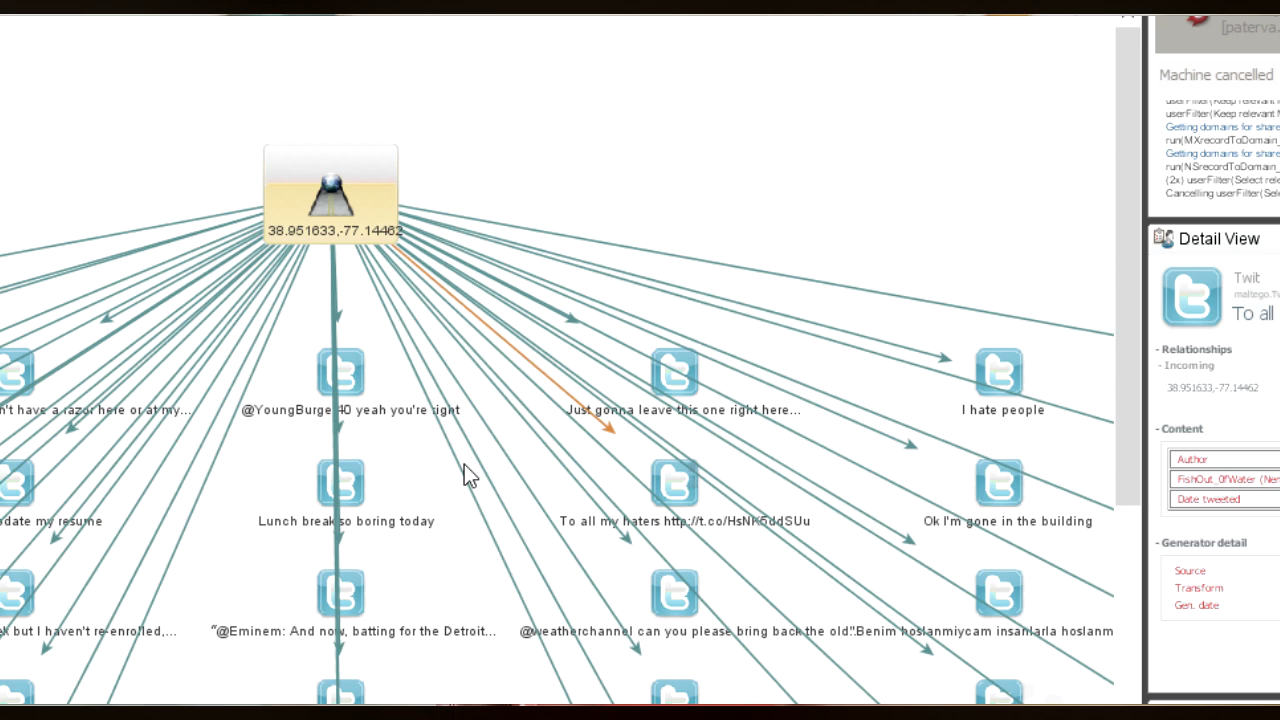 [paterva.
Machine cancelled
userFilter(Keep relevant
Getting domains for share
run(MXrecordToDomain_
Getting domains for share
run(NSrecordToDomain_
(2x) userFilter(Select rele
Cancelling userFilter(Sele
38.951633,-77.14462
n't have a razor here or at my...
@YoungBurge 40 yeah you're right
Just gonna leave this one right here...
I hate people
pdate my resume
Lunch break so boring today
To all my haters http://t.co/HsNK5ddSUu
Ok I'm gone in the building
ek but I haven't re-enrolled,...
"@Eminem: And now, batting for the Detroit...
@weatherchannel can you please bring back the old...
Benim hoslanmiycam insanlarla hoslanm
Detail View
Twit
maltego.Tw
To all
- Relationships
- Incoming
38.951633,-77.14462
- Content
Author
FishOut_0fWater (Nem
Date tweeted
- Generator detail
Source
Transform
Gen. date